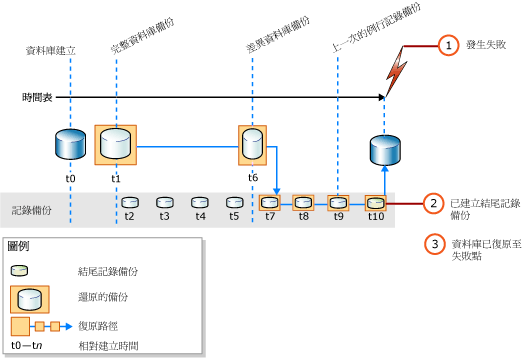 資料庫建立
完整資料庫備份
差異資料庫備份
上一次的例行記錄備份
1 發生失敗
時間表
t0
t1
t6
記錄備份
t2
t3
t4
t5
t7
t8
t9
t10
2 已建立結尾記錄
備份
3 資料庫已復原至
失敗點
圖例
結尾記錄備份
還原的備份
復原路徑
t0—tn 相對建立時間